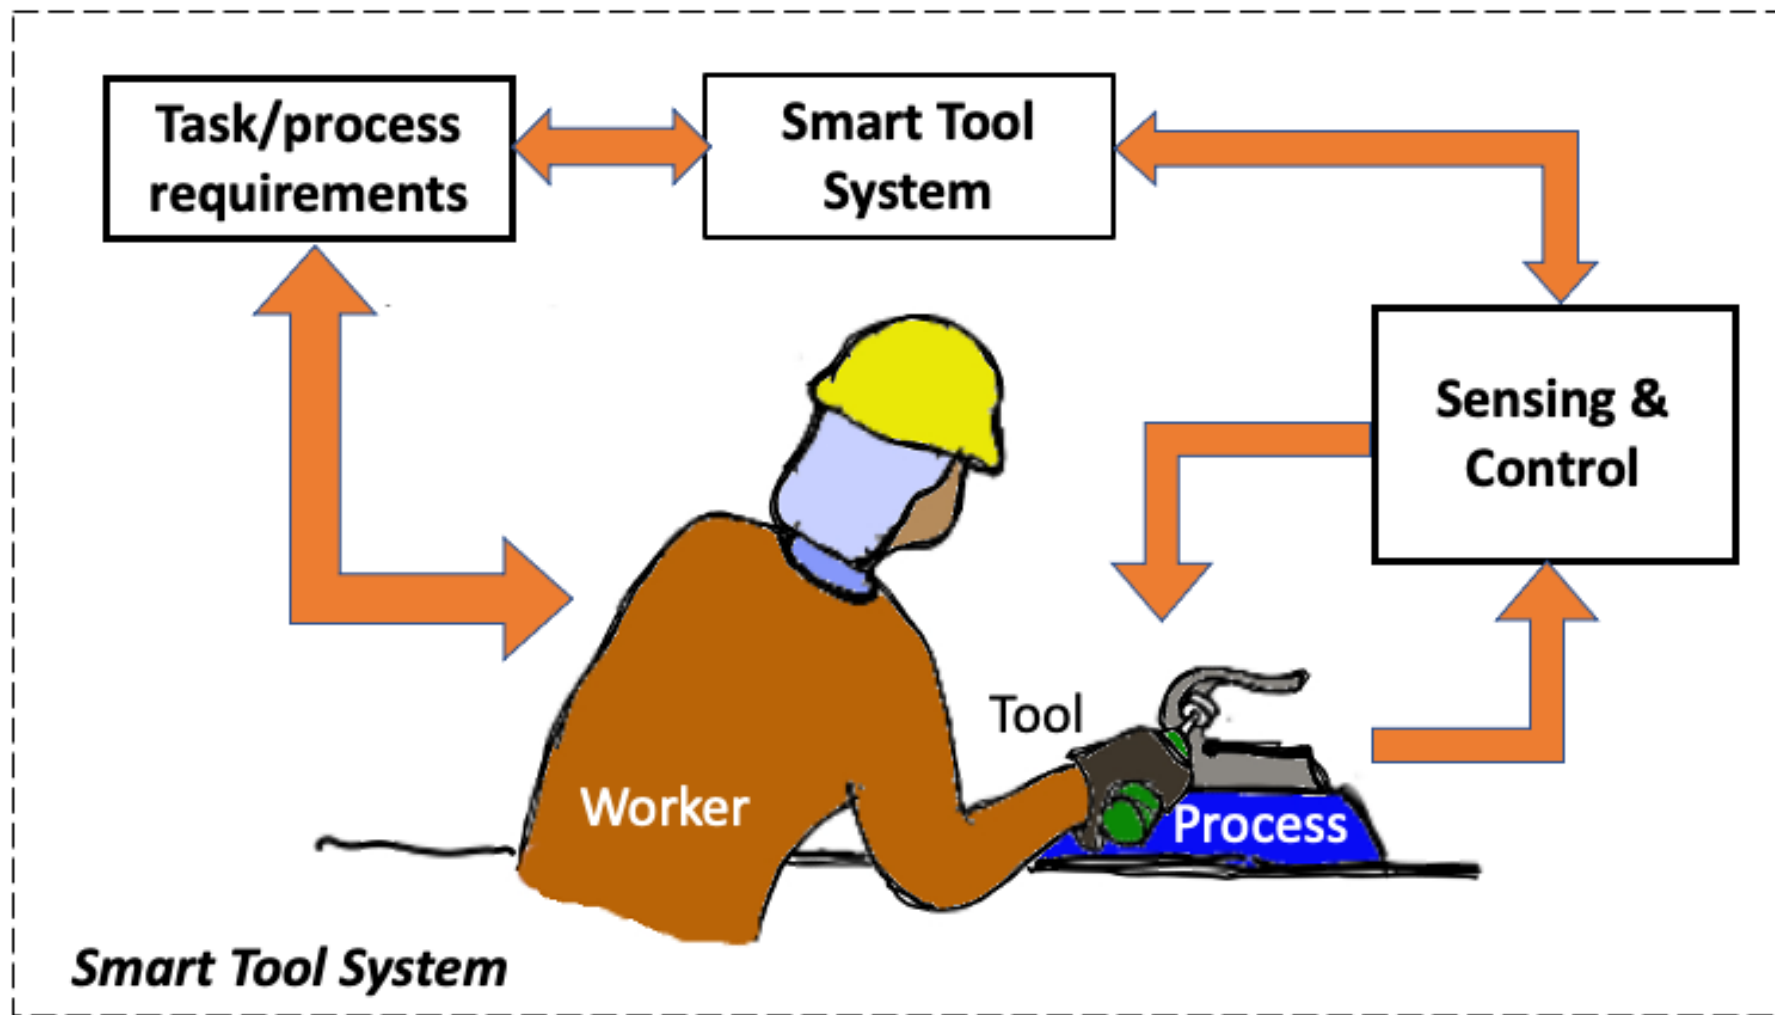 Task/process
requirements
Smart Tool
System
Sensing &
Control
Tool
Worker
Process
Smart Tool System